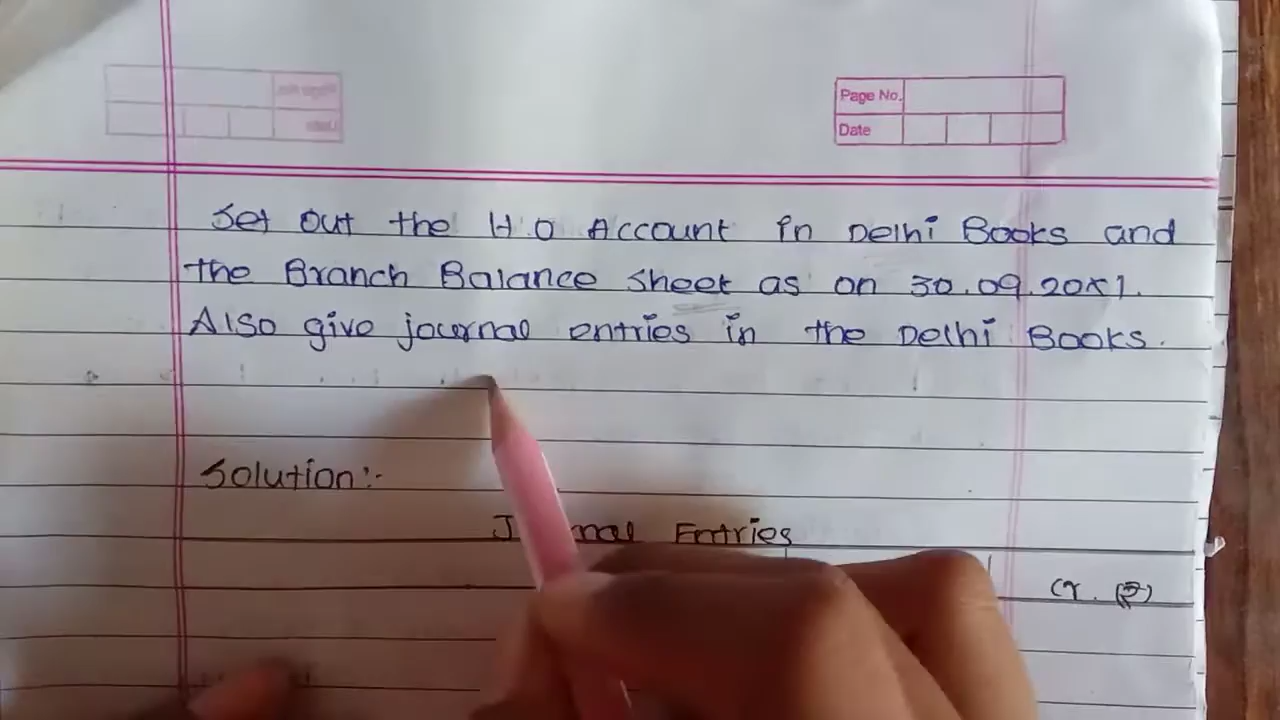 Page No.
Date
Set out the H.O Account in Delhi Books and
the Branch Balance Sheet as on 30.09.20X1.
Also give journal entries in the Delhi Books.
Solution:-
Entries
Cr. (₹)